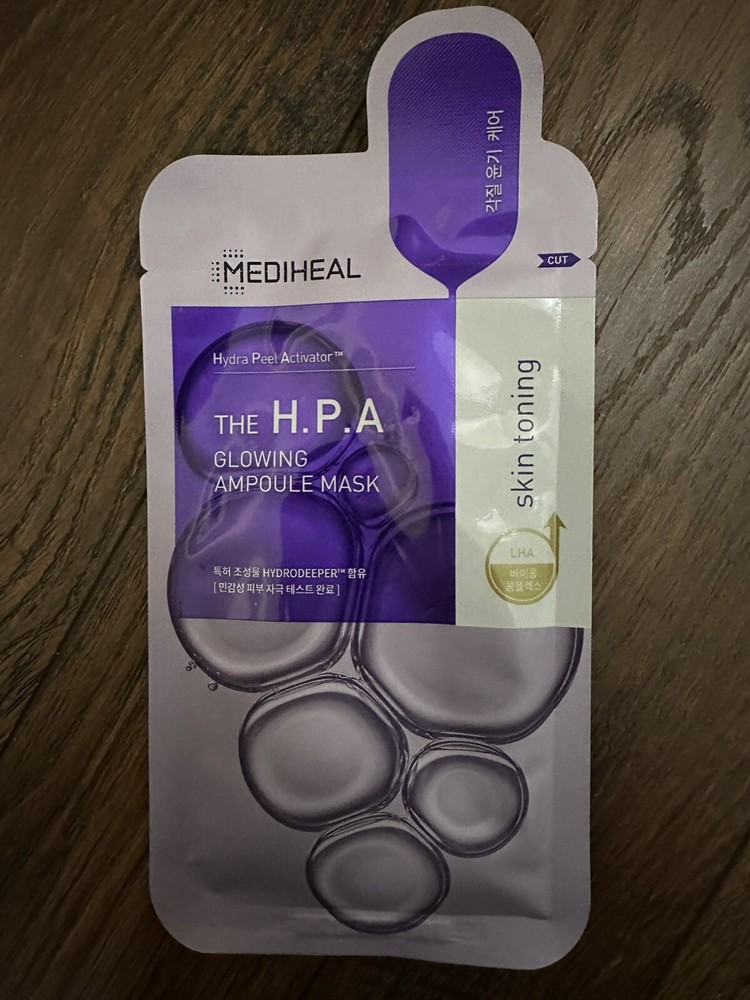 각질 윤기 케어
MEDIHEAL
CUT
Hydra Peel Activator™
THE H.P.A
GLOWING
AMPOULE MASK
skin toning
LHA
바이옴
콤플렉스
특허 조성물 HYDRODEEPER™ 함유
[ 민감성 피부 자극 테스트 완료 ]